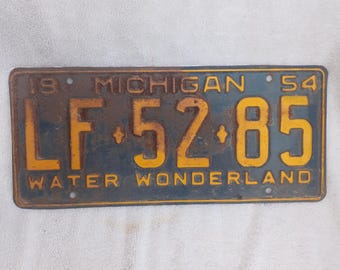 19 MICHIGAN 54
LF·52·85
WATER WONDERLAND